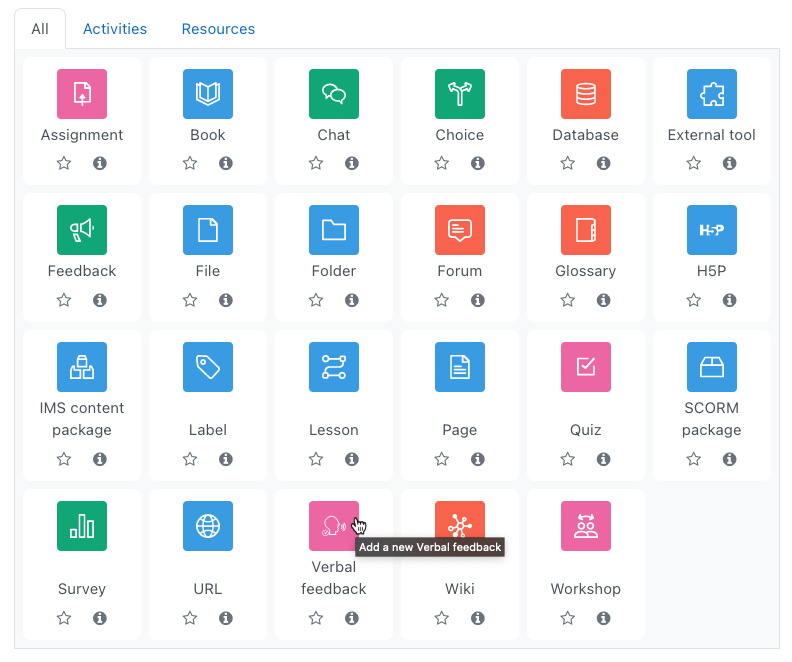 All Activities Resources
Assignment Book Chat Choice Database External tool
H5P
Feedback File Folder Forum Glossary H5P
IMS content package Label Lesson Page Quiz SCORM package
Add a new Verbal feedback
Survey URL Verbal feedback Wiki Workshop